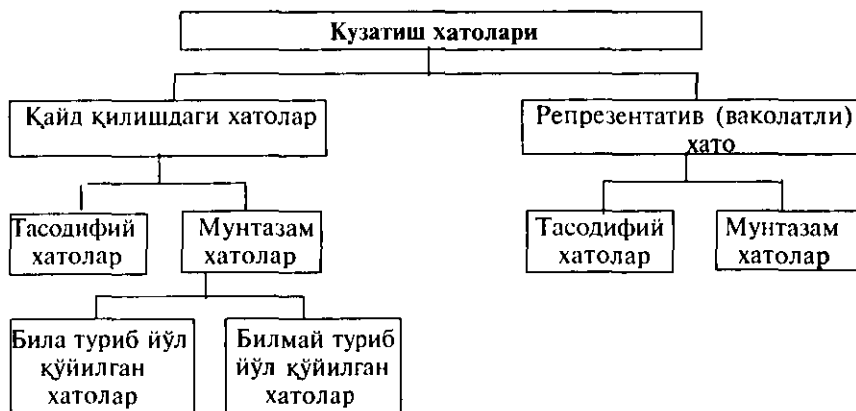 Кузатиш хатолари
Қайд қилишдаги хатолар
Репрезентатив (ваколатли)
хато
Тасодифий
хатолар
Мунтазам
хатолар
Тасодифий
хатолар
Мунтазам
хатолар
Била туриб йўл
қўйилган
хатолар
Билмай туриб
йўл қўйилган
хатолар